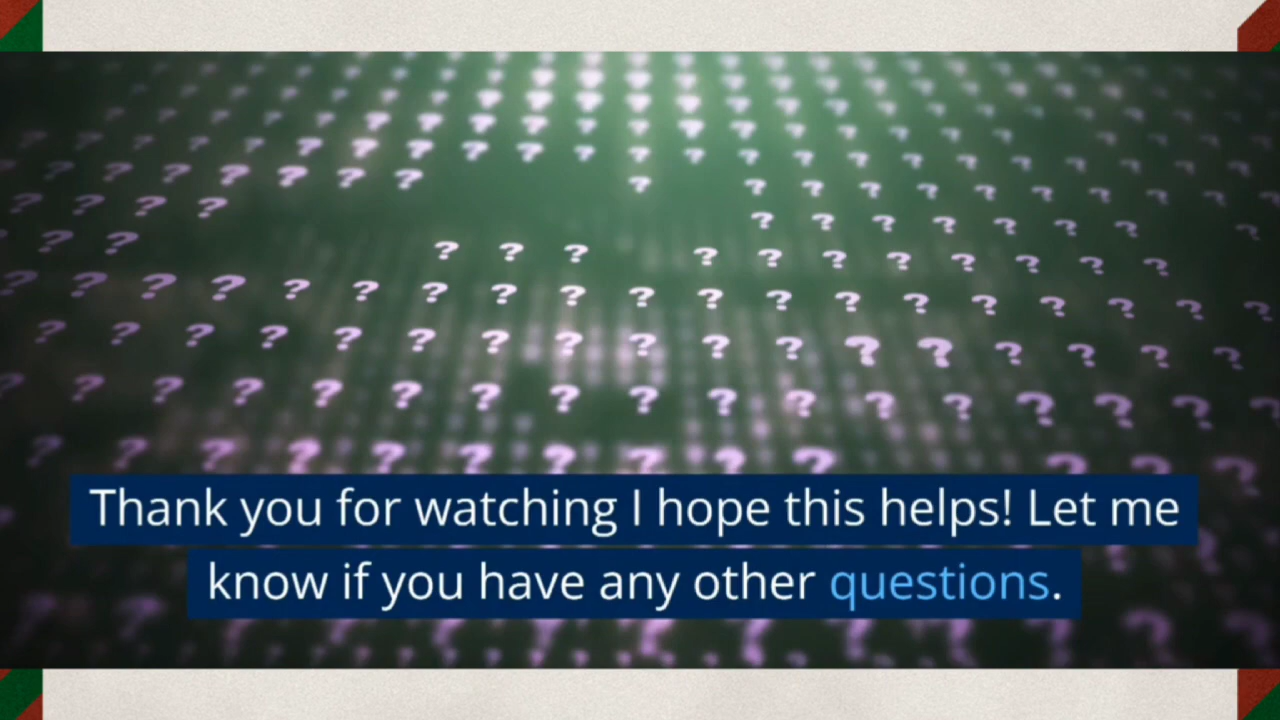 Thank you for watching I hope this helps! Let me
know if you have any other questions.